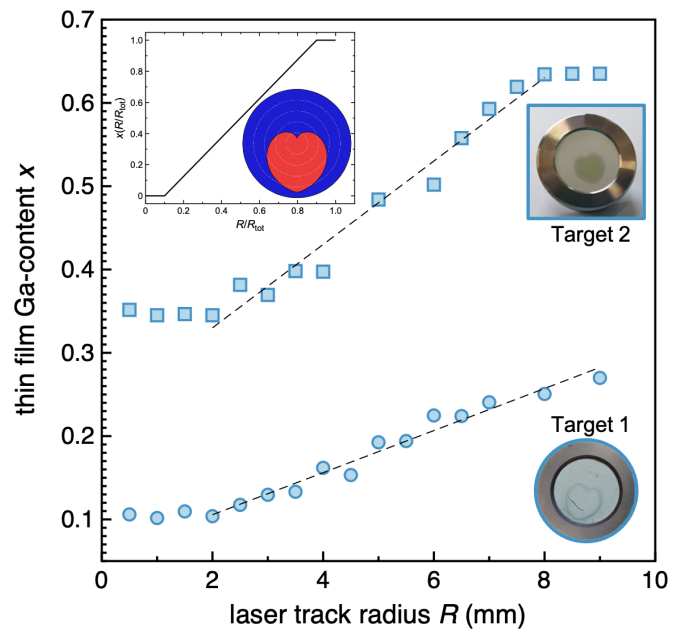 0.7
0.6
0.5
0.4
0.3
0.2
0.1
thin film Ga-content x
0 2 4 6 8 10
laser track radius R (mm)
1.0
0.8
0.6
0.4
0.2
0.0
x(R/Rtot)
0 0.2 0.4 0.6 0.8 1.0
R/Rtot
Target 2
Target 1